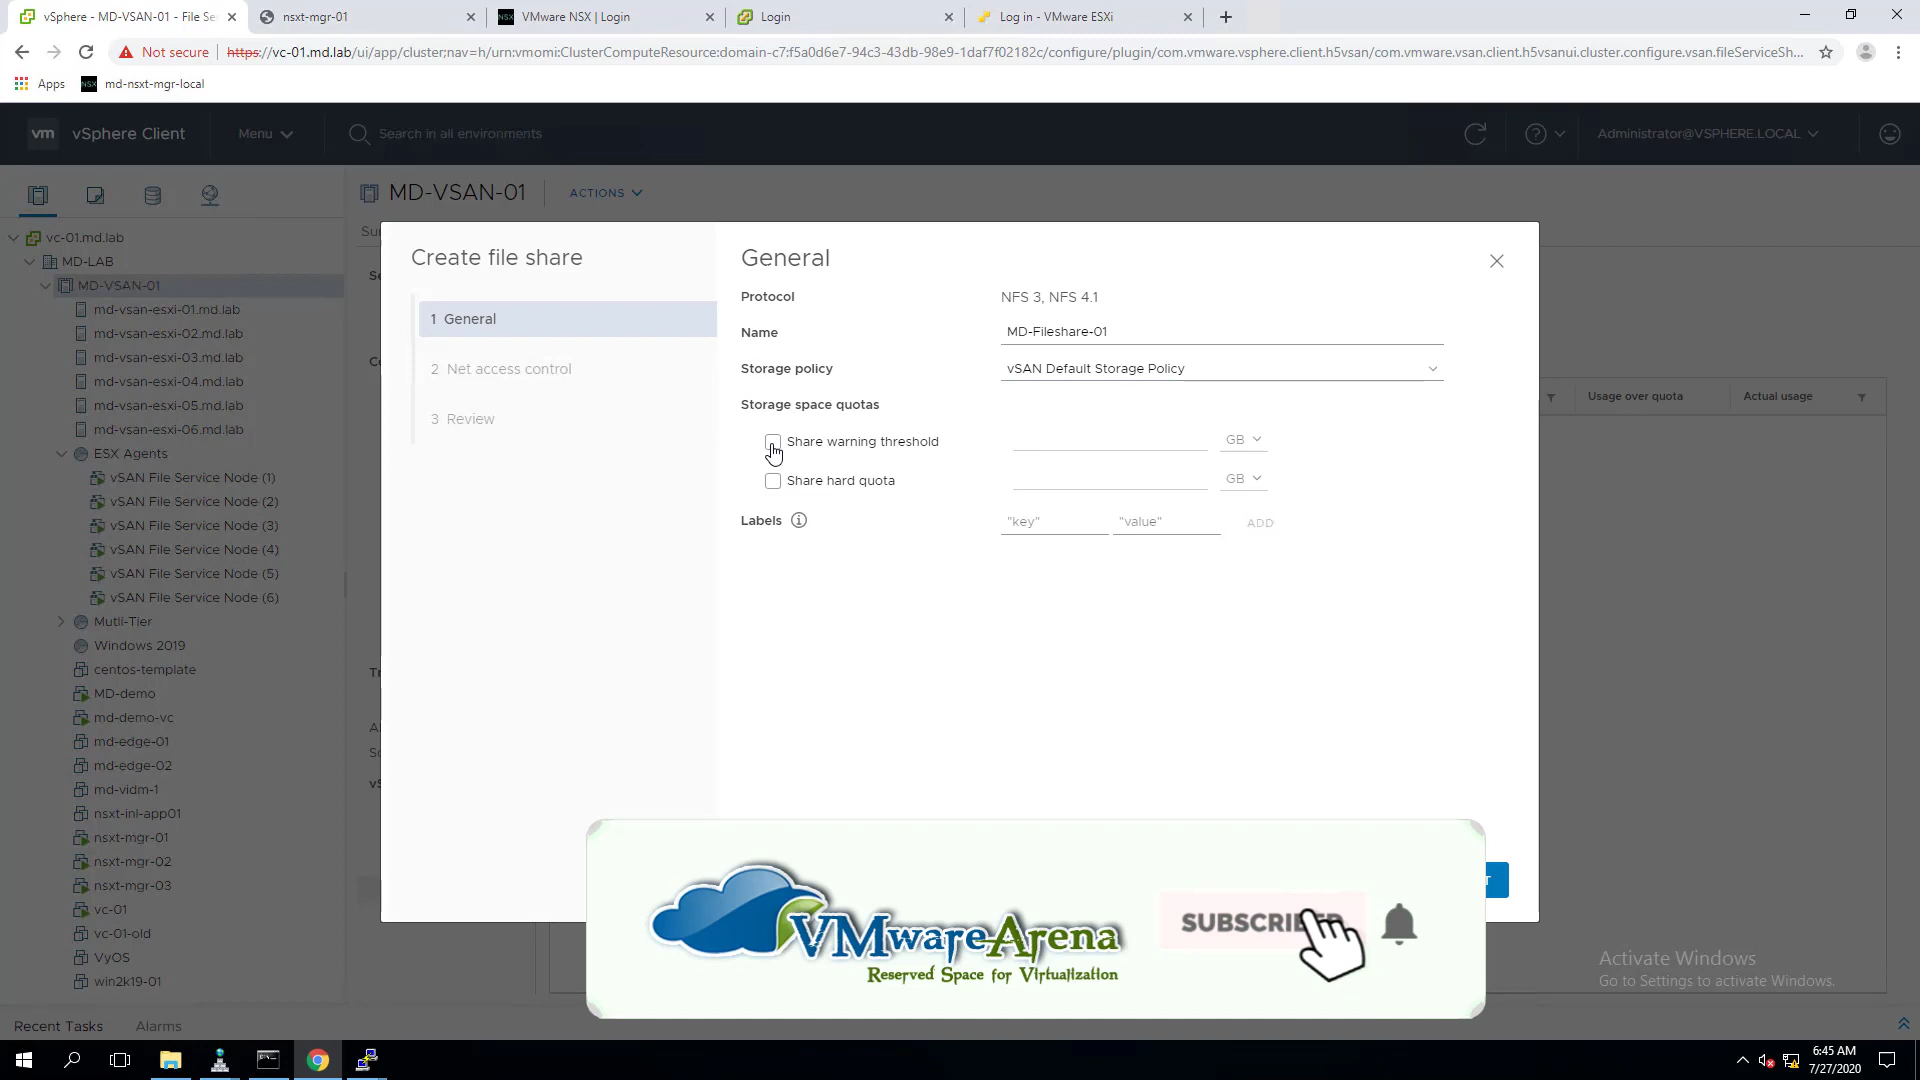 vSphere - MD-VSAN-01 - File Se
nsxt-mgr-01
VMware NSX | Login
Login
Log in - VMware ESXi
Not secure
https://vc-01.md.lab/ui/app/cluster;nav=h/urn:vmomi:ClusterComputeResource:domain-c7:f5a0d6e7-94c3-43db-98e9-1daf7f02182c/configure/plugin/com.vmware.vsphere.client.h5vsan/com.vmware.vsan.client.h5vsanui.cluster.configure.vsan.fileServiceSh...
Apps
NSX
md-nsxt-mgr-local
vm
vSphere Client
Menu
Search in all environments
Administrator@VSPHERE.LOCAL
MD-VSAN-01
ACTIONS
vc-01.md.lab
MD-LAB
MD-VSAN-01
md-vsan-esxi-01.md.lab
md-vsan-esxi-02.md.lab
md-vsan-esxi-03.md.lab
md-vsan-esxi-04.md.lab
md-vsan-esxi-05.md.lab
md-vsan-esxi-06.md.lab
ESX Agents
vSAN File Service Node (1)
vSAN File Service Node (2)
vSAN File Service Node (3)
vSAN File Service Node (4)
vSAN File Service Node (5)
vSAN File Service Node (6)
Mutli-Tier
Windows 2019
centos-template
MD-demo
md-demo-vc
md-edge-01
md-edge-02
md-vidm-1
nsxt-inl-app01
nsxt-mgr-01
nsxt-mgr-02
nsxt-mgr-03
vc-01
vc-01-old
VyOS
win2k19-01
Create file share
1 General
2 Net access control
3 Review
General
Protocol
NFS 3, NFS 4.1
Name
MD-Fileshare-01
Storage policy
vSAN Default Storage Policy
Storage space quotas
Share warning threshold
GB
Share hard quota
GB
Labels
"key"
"value"
ADD
Usage over quota
Actual usage
VMwareArena
Reserved Space for Virtualization
Activate Windows
Go to Settings to activate Windows.
Recent Tasks
Alarms
6:45 AM
7/27/2020